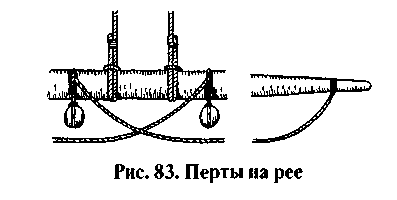 Рис. 83. Перты на рее